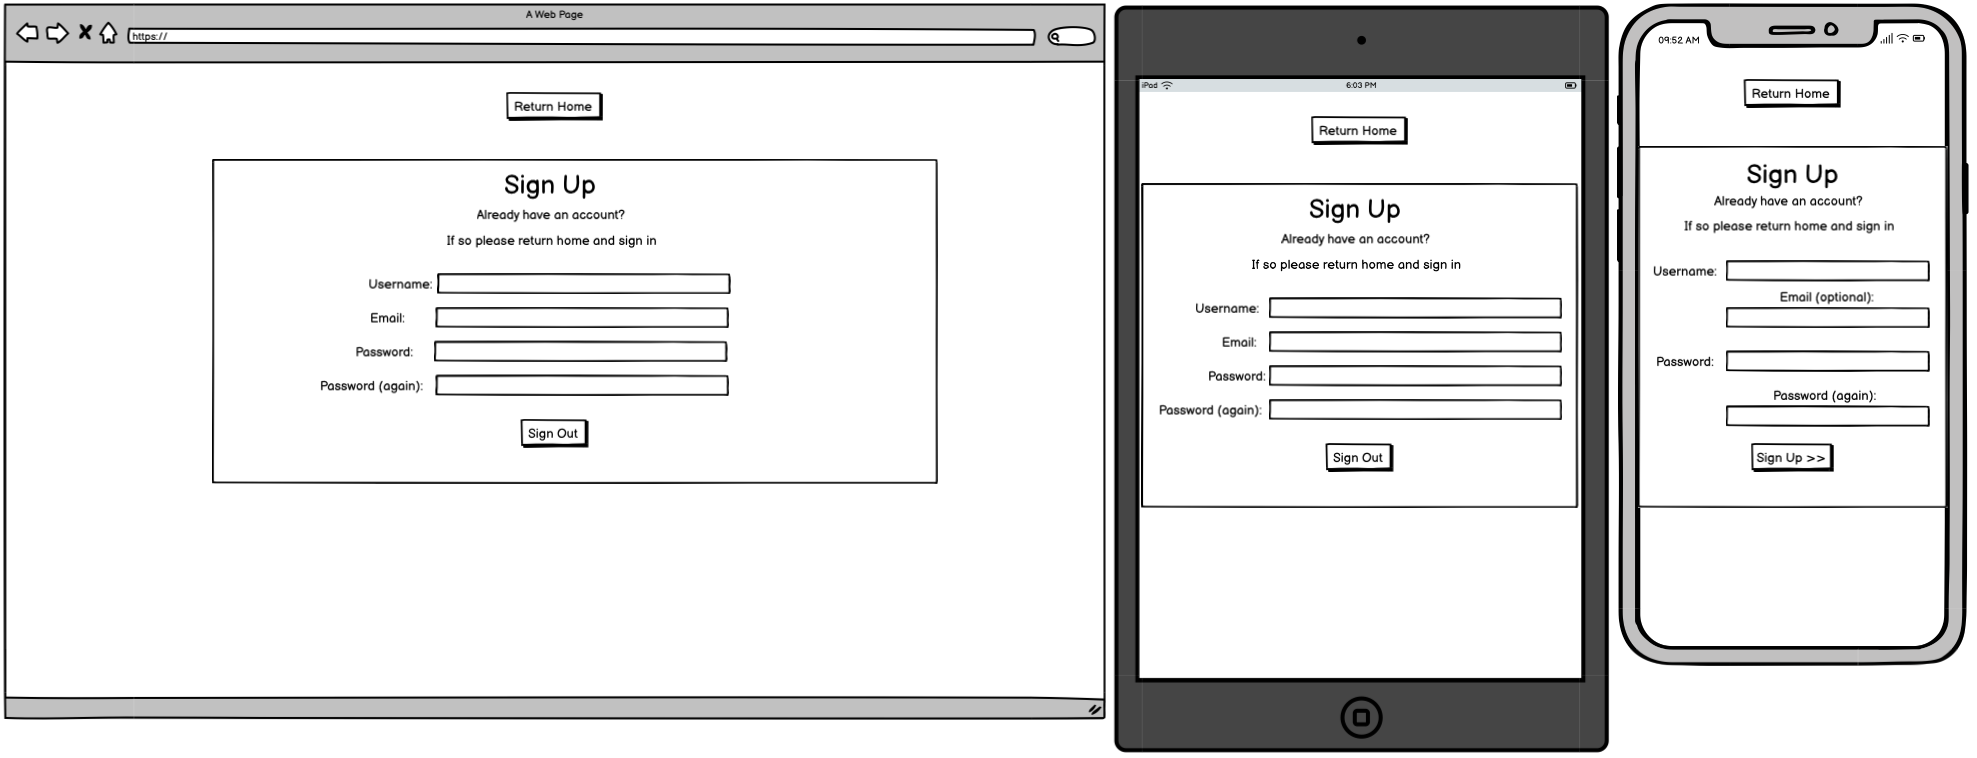 A Web Page
https://
Return Home
Sign Up
Already have an account?
If so please return home and sign in
Username:
Email:
Password:
Password (again):
Sign Out
iPad
6:03 PM
Return Home
Sign Up
Already have an account?
If so please return home and sign in
Username:
Email:
Password:
Password (again):
Sign Out
09:52 AM
Return Home
Sign Up
Already have an account?
If so please return home and sign in
Username:
Email (optional):
Password:
Password (again):
Sign Up >>